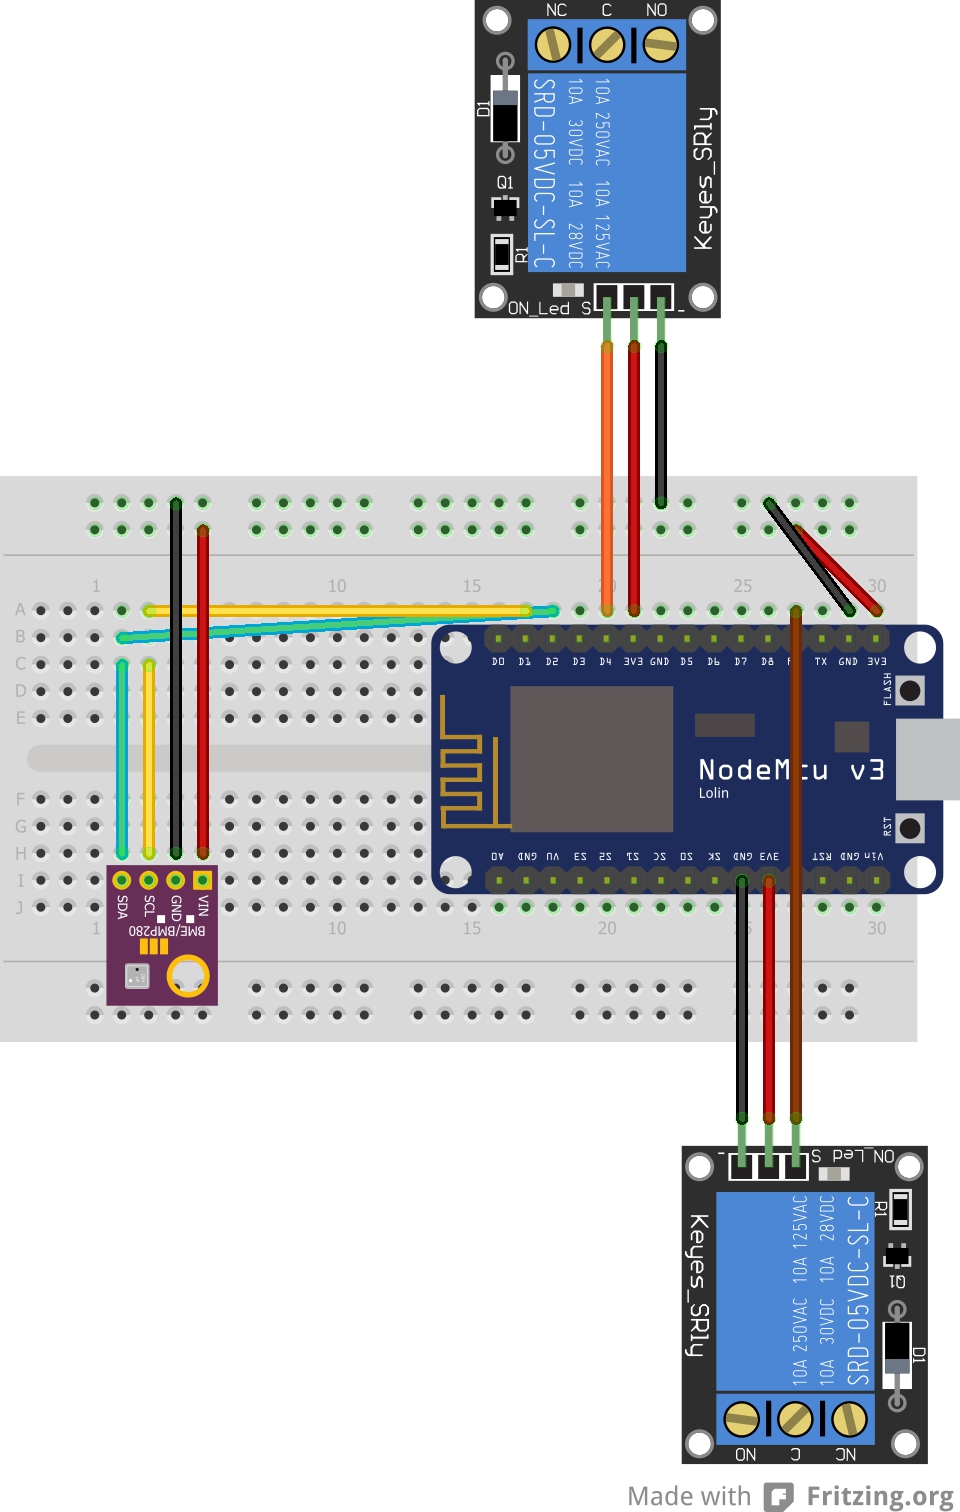 NC C NO
D1
SRD-05VDC-SL-C
10A 30VDC 10A 28VDC
10A 250VAC 10A 125VAC
Keyes_SRly
Q1
R1
ON_Led S -
1 10 15 20 25 30
A
B
C
D
E
F
G
H
I
J
D0 D1 D2 D3 D4 3V3 GND D5 D6 D7 D8 TX GND 3V3
FLASH
NodeMcu v3
Lolin
RST
A0 GND VU S3 S2 S1 SC S0 SK GND 3V3 RST GND Vin
SDA SCL GND VIN
BME/BMP280
1 10 15 20 30
- S ON_Led
R1
Q1
Keyes_SRly
10A 250VAC 10A 125VAC
10A 30VDC 10A 28VDC
SRD-05VDC-SL-C
D1
NO C NC
Made with Fritzing.org